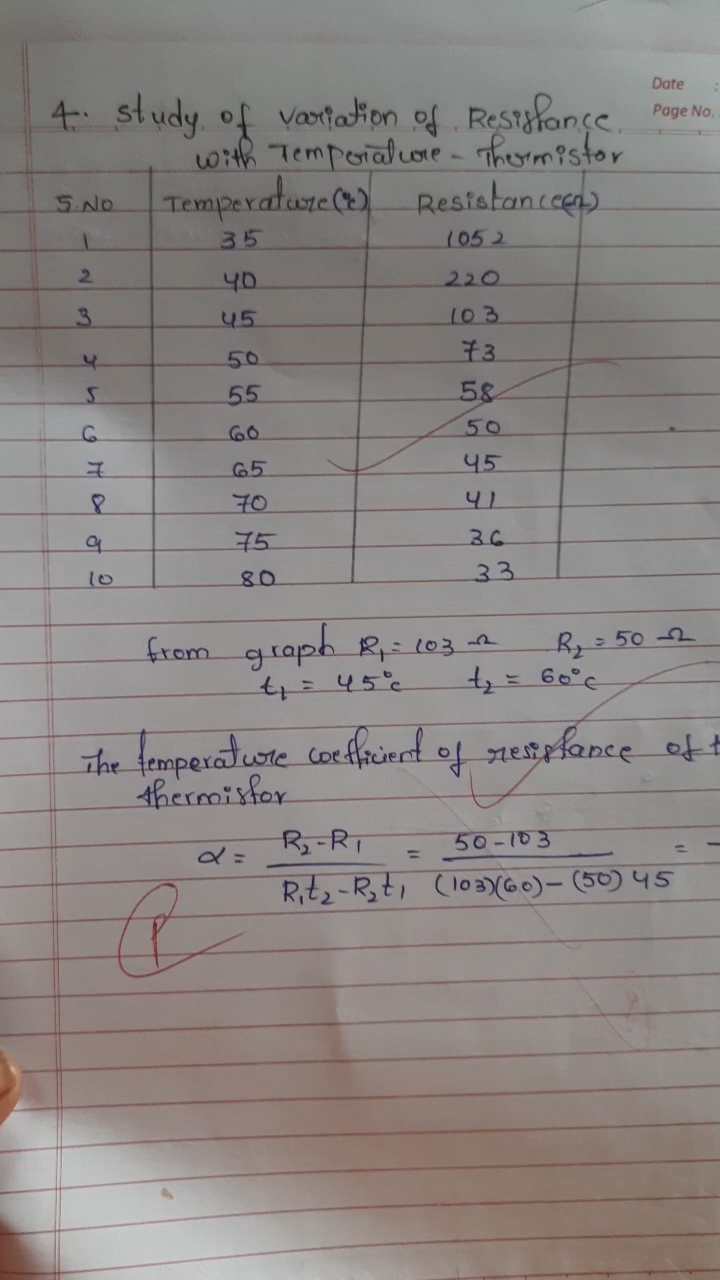 Date :
Page No.
4. Study of variation of Resistance
with Temperature - Thermistor
S.No Temperature(°c) Resistance(Ω)
1 35 1052
2 40 220
3 45 103
4 50 73
5 55 58
6 60 50
7 65 45
8 70 41
9 75 36
10 80 33
from graph R₁ = 103 Ω R₂ = 50 Ω
t₁ = 45°c t₂ = 60°c
The temperature coefficient of resistance of t
thermistor
α = R₂-R₁ / R₁t₂-R₂t₁ = 50-103 / (103)(60)-(50)45 = -